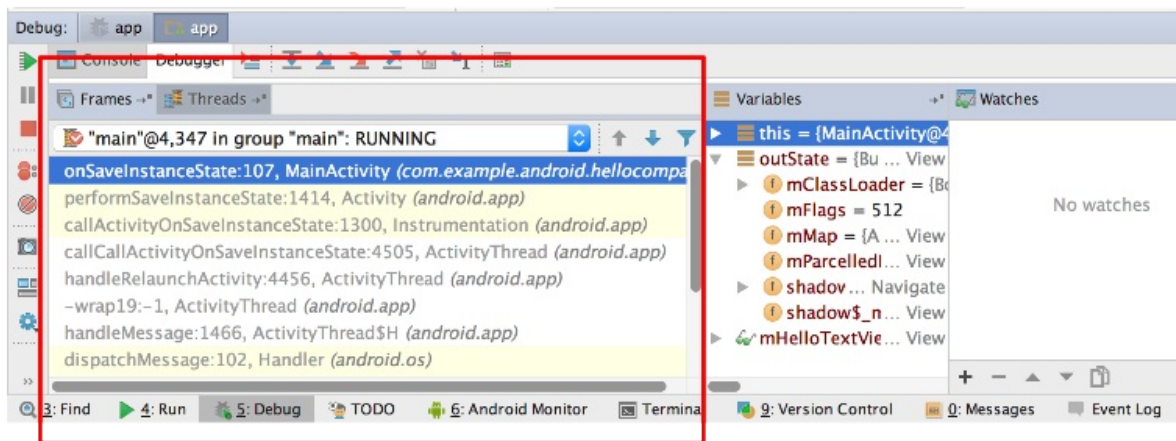 Debug: app app
Console Debugger
Frames Threads
Variables
Watches
"main"@4,347 in group "main": RUNNING
onSaveInstanceState:107, MainActivity (com.example.android.hellocompa
performSaveInstanceState:1414, Activity (android.app)
callActivityOnSaveInstanceState:1300, Instrumentation (android.app)
callCallActivityOnSaveInstanceState:4505, ActivityThread (android.app)
handleRelaunchActivity:4456, ActivityThread (android.app)
-wrap19:-1, ActivityThread (android.app)
handleMessage:1466, ActivityThread$H (android.app)
dispatchMessage:102, Handler (android.os)
this = {MainActivity@4
outState = {Bu ... View
mClassLoader = {Bo
mFlags = 512
mMap = {A ... View
mParcelledI... View
shadov ... Navigate
shadow$_n... View
mHelloTextVie... View
No watches
3: Find 4: Run 5: Debug TODO 6: Android Monitor Termina 9: Version Control 0: Messages Event Log